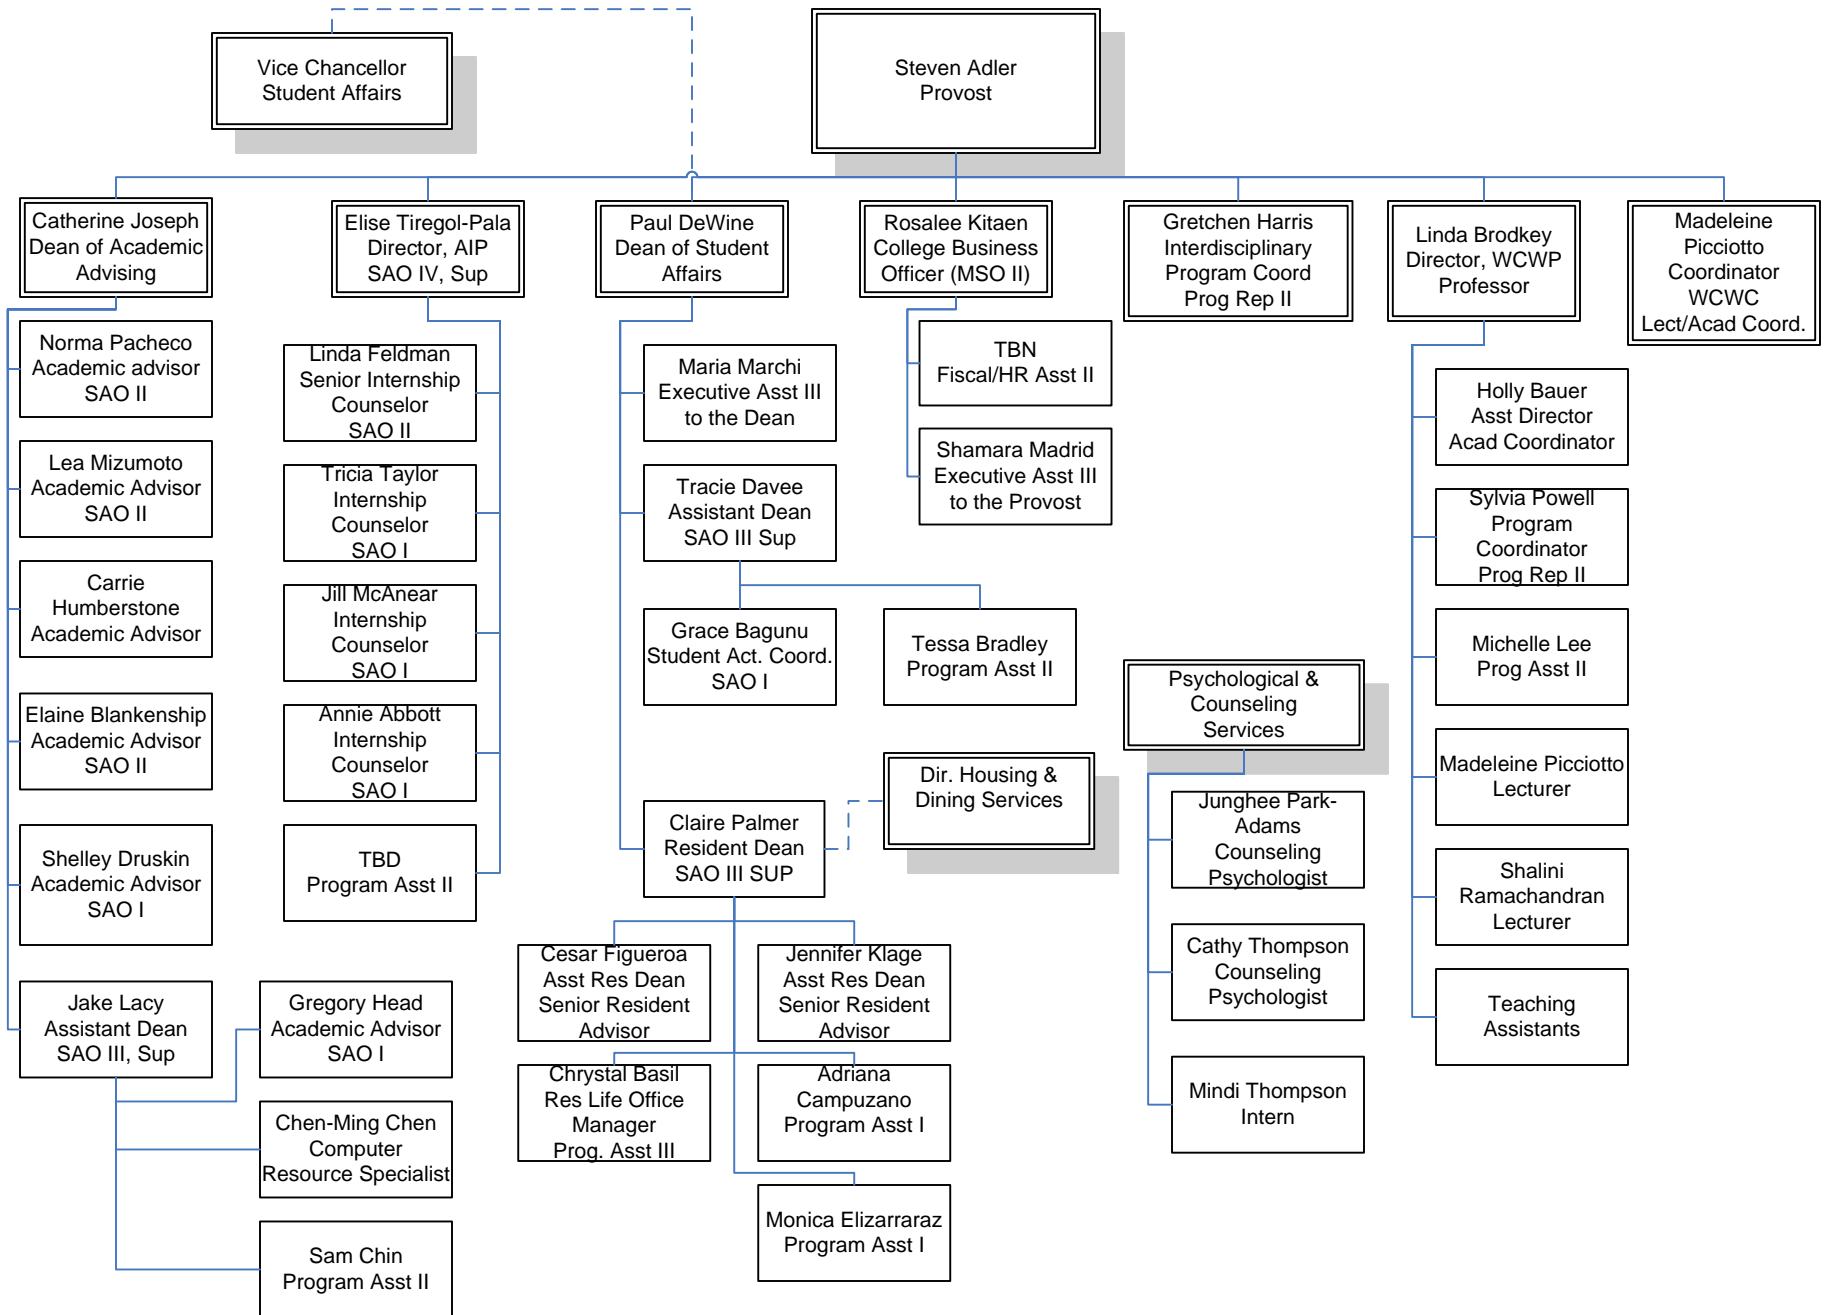 Vice Chancellor
Student Affairs
Steven Adler
Provost
Catherine Joseph
Dean of Academic
Advising
Elise Tiregol-Pala
Director, AIP
SAO IV, Sup
Paul DeWine
Dean of Student
Affairs
Rosalee Kitaen
College Business
Officer (MSO II)
Gretchen Harris
Interdisciplinary
Program Coord
Prog Rep II
Linda Brodkey
Director, WCWP
Professor
Madeleine
Picciotto
Coordinator
WCWC
Lect/Acad Coord.
Norma Pacheco
Academic advisor
SAO II
Lea Mizumoto
Academic Advisor
SAO II
Carrie
Humberstone
Academic Advisor
Elaine Blankenship
Academic Advisor
SAO II
Shelley Druskin
Academic Advisor
SAO I
Jake Lacy
Assistant Dean
SAO III, Sup
Gregory Head
Academic Advisor
SAO I
Chen-Ming Chen
Computer
Resource Specialist
Sam Chin
Program Asst II
Linda Feldman
Senior Internship
Counselor
SAO II
Tricia Taylor
Internship
Counselor
SAO I
Jill McAnear
Internship
Counselor
SAO I
Annie Abbott
Internship
Counselor
SAO I
TBD
Program Asst II
Maria Marchi
Executive Asst III
to the Dean
Tracie Davee
Assistant Dean
SAO III Sup
Grace Bagunu
Student Act. Coord.
SAO I
Tessa Bradley
Program Asst II
Claire Palmer
Resident Dean
SAO III SUP
Dir. Housing &
Dining Services
Cesar Figueroa
Asst Res Dean
Senior Resident
Advisor
Jennifer Klage
Asst Res Dean
Senior Resident
Advisor
Chrystal Basil
Res Life Office
Manager
Prog. Asst III
Adriana
Campuzano
Program Asst I
Monica Elizarraraz
Program Asst I
TBN
Fiscal/HR Asst II
Shamara Madrid
Executive Asst III
to the Provost
Psychological &
Counseling
Services
Junghee Park-
Adams
Counseling
Psychologist
Cathy Thompson
Counseling
Psychologist
Mindi Thompson
Intern
Holly Bauer
Asst Director
Acad Coordinator
Sylvia Powell
Program
Coordinator
Prog Rep II
Michelle Lee
Prog Asst II
Madeleine Picciotto
Lecturer
Shalini
Ramachandran
Lecturer
Teaching
Assistants